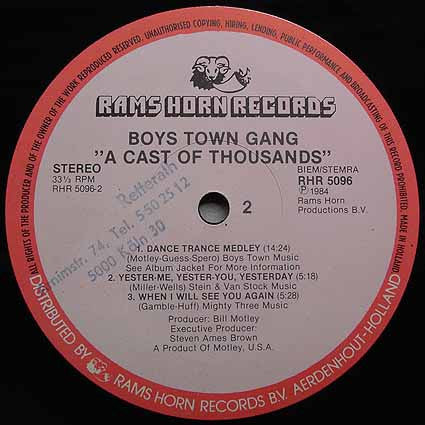 ALL RIGHTS OF THE PRODUCER AND OF THE OWNER OF THE WORK REPRODUCED RESERVED. UNAUTHORISED COPYING, HIRING, LENDING, PUBLIC PERFORMANCE AND BROADCASTING OF THIS RECORD PROHIBITED. MADE IN HOLLAND
RAMS HORN RECORDS
BOYS TOWN GANG
"A CAST OF THOUSANDS"
STEREO
33⅓ RPM
RHR 5096-2
BIEM/STEMRA
RHR 5096
℗ 1984
Rams Horn
Productions B.V.
2
Retterath
nimstr. 74, Tel. 5 50 25 12
5000 Köln 30
1. DANCE TRANCE MEDLEY (14:24)
(Motley-Guess-Spero) Boys Town Music
See Album Jacket For More Information
2. YESTER-ME, YESTER-YOU, YESTERDAY (5:18)
(Miller-Wells) Stein & Van Stock Music
3. WHEN I WILL SEE YOU AGAIN (5:28)
(Gamble-Huff) Mighty Three Music
Producer: Bill Motley
Executive Producer:
Steven Ames Brown
A Product Of Motley, U.S.A.
DISTRIBUTED BY RAMS HORN RECORDS B.V. AERDENHOUT-HOLLAND